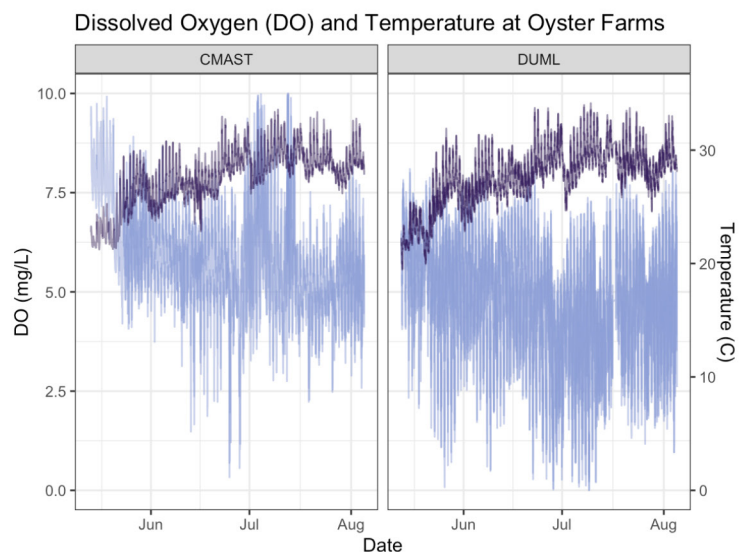 Dissolved Oxygen (DO) and Temperature at Oyster Farms
CMAST
DUML
DO (mg/L)
10.0
7.5
5.0
2.5
0.0
30
20
10
0
Temperature (C)
Jun
Jul
Aug
Jun
Jul
Aug
Date